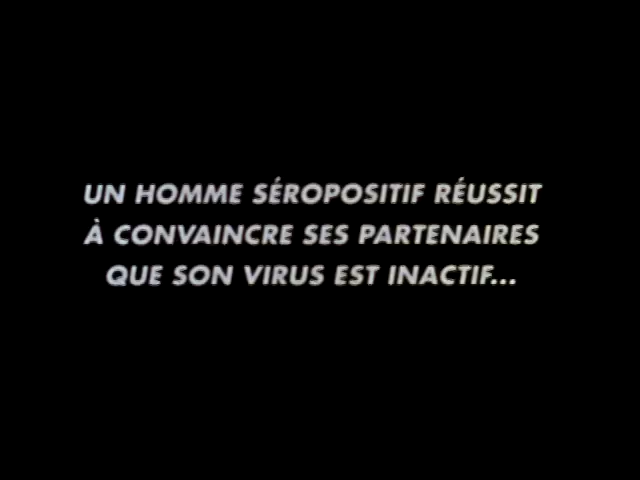 UN HOMME SÉROPOSITIF RÉUSSIT
À CONVAINCRE SES PARTENAIRES
QUE SON VIRUS EST INACTIF...